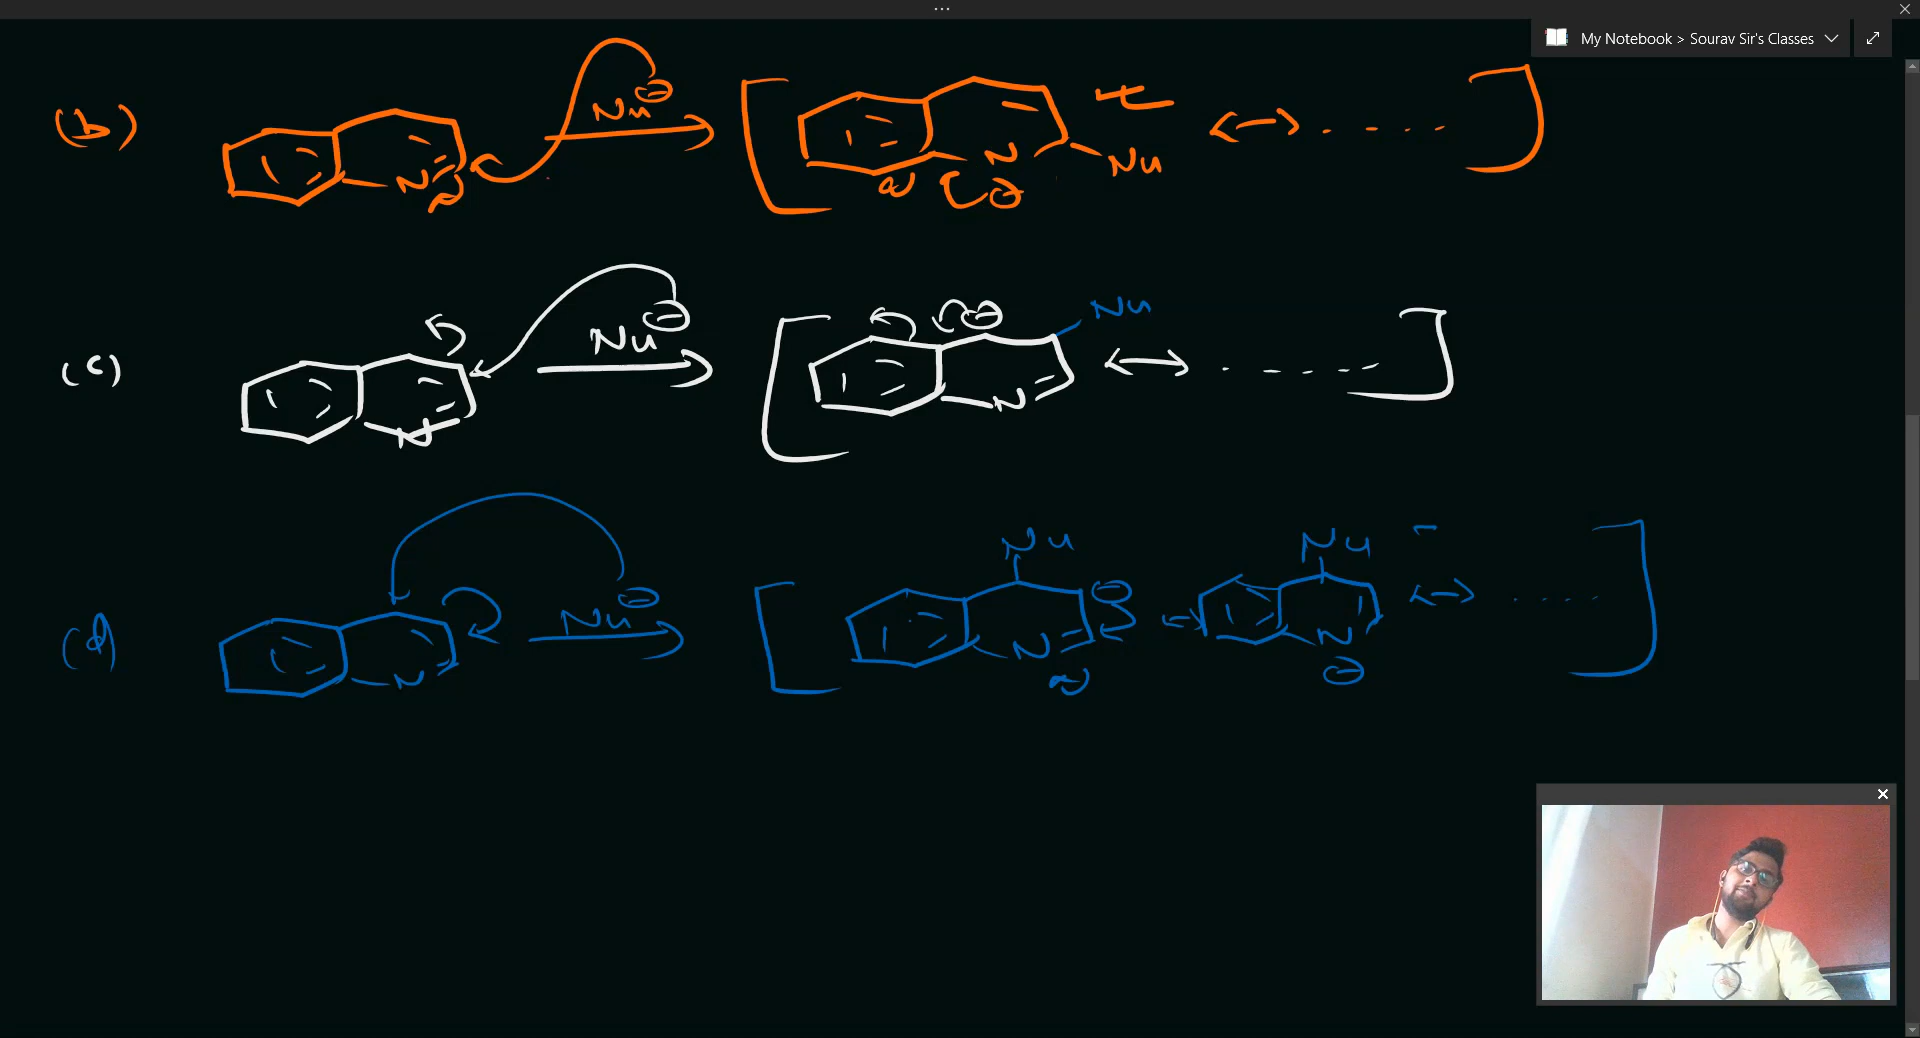 My Notebook > Sourav Sir's Classes
(b) N Nu⊖ N ⊖ Nu ↔ .....
(c) N Nu⊖ ⊖ N Nu ↔ ......
(d) N Nu⊖ Nu N ⊖ ↔ Nu N ⊖ ↔ .....